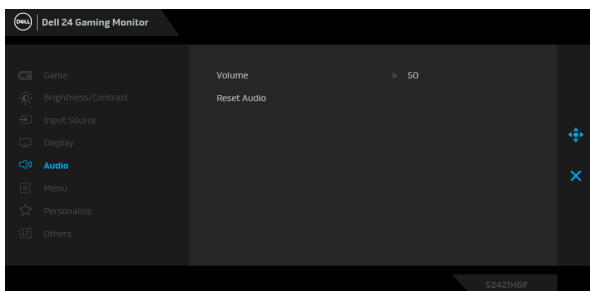 DELL
Dell 24 Gaming Monitor
Game
Brightness/Contrast
Input Source
Display
Audio
Menu
Personalize
Others
Volume 50
Reset Audio
S2421HGF